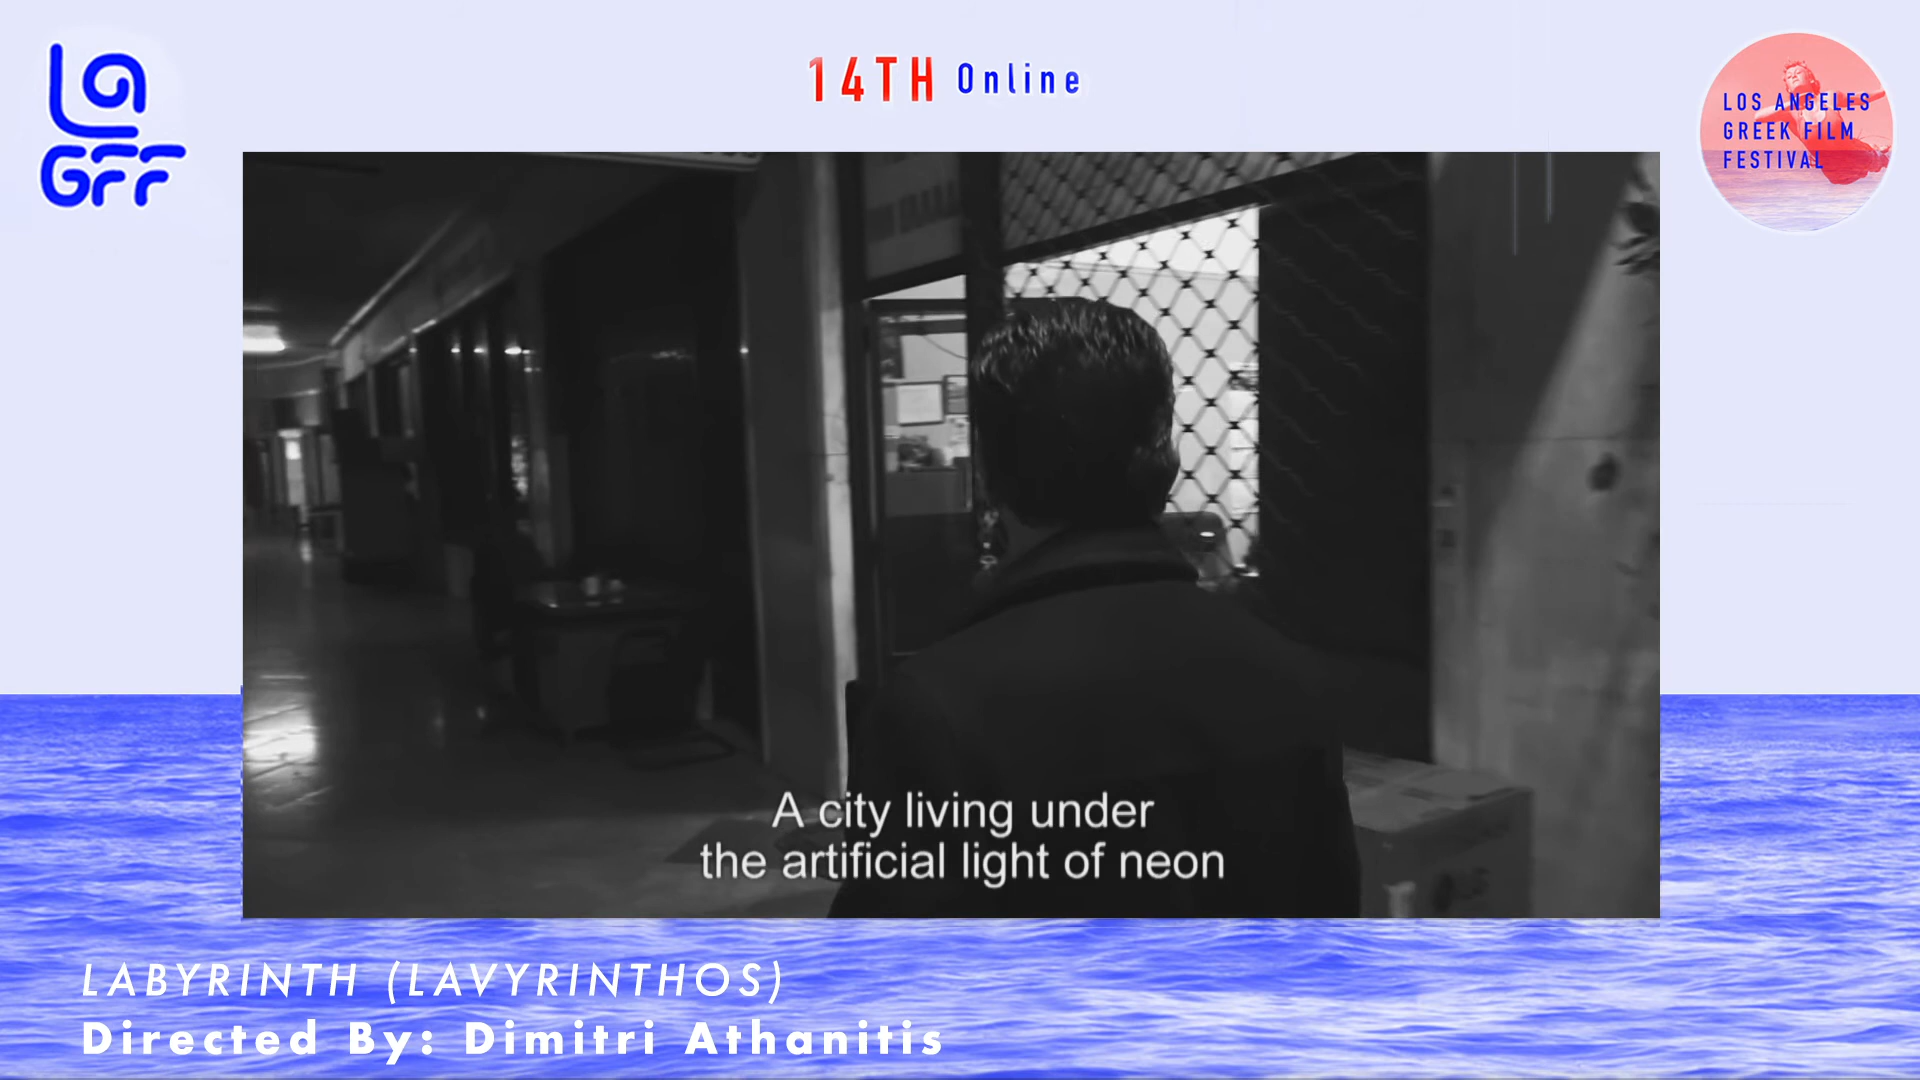 LA
GFF
14TH Online
LOS ANGELES
GREEK FILM
FESTIVAL
A city living under
the artificial light of neon
LABYRINTH (LAVYRINTHOS)
Directed By: Dimitri Athanitis